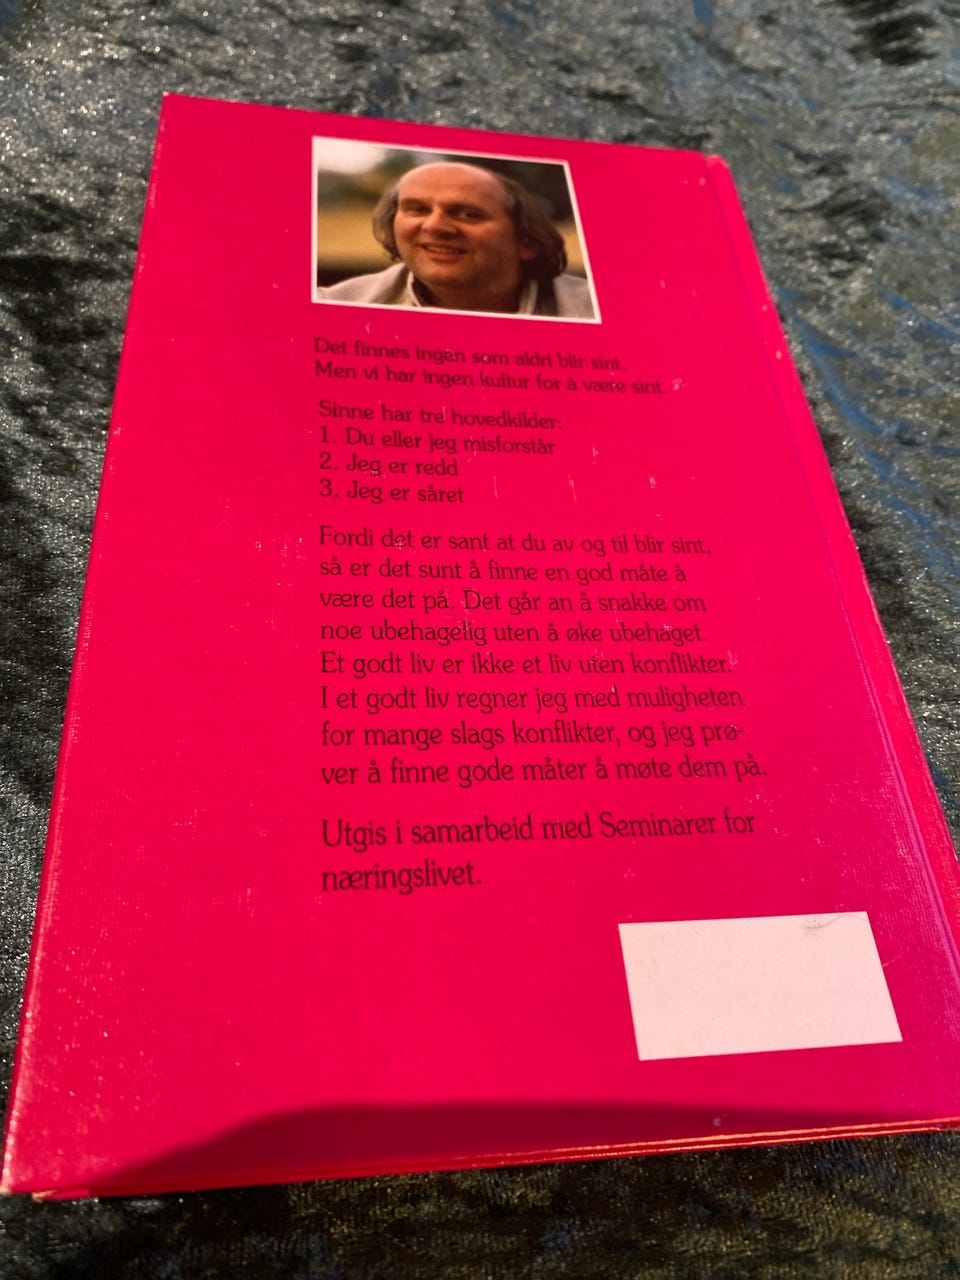 Det finnes ingen som aldri blir sint.
Men vi har ingen kultur for å være sint.
Sinne har tre hovedkilder:
1. Du eller jeg misforstår
2. Jeg er redd
3. Jeg er såret
Fordi det er sant at du av og til blir sint,
så er det sunt å finne en god måte å
være det på. Det går an å snakke om
noe ubehagelig uten å øke ubehaget.
Et godt liv er ikke et liv uten konflikter.
I et godt liv regner jeg med muligheten
for mange slags konflikter, og jeg prø-
ver å finne gode måter å møte dem på.
Utgis i samarbeid med Seminarer for
næringslivet.